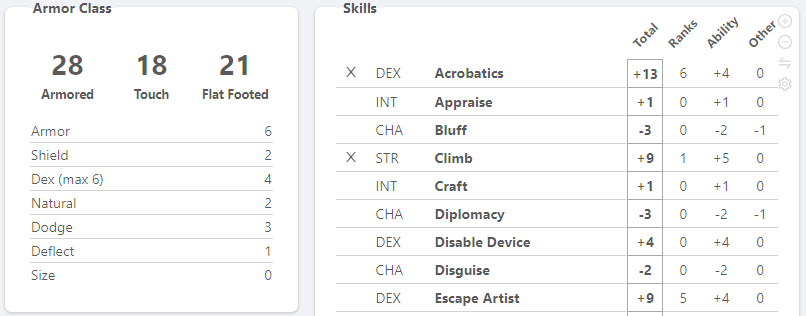 Armor Class
28 18 21
Armored Touch Flat Footed
Armor 6
Shield 2
Dex (max 6) 4
Natural 2
Dodge 3
Deflect 1
Size 0
Skills
Total Ranks Ability Other
X DEX Acrobatics +13 6 +4 0
INT Appraise +1 0 +1 0
CHA Bluff -3 0 -2 -1
X STR Climb +9 1 +5 0
INT Craft +1 0 +1 0
CHA Diplomacy -3 0 -2 -1
DEX Disable Device +4 0 +4 0
CHA Disguise -2 0 -2 0
DEX Escape Artist +9 5 +4 0